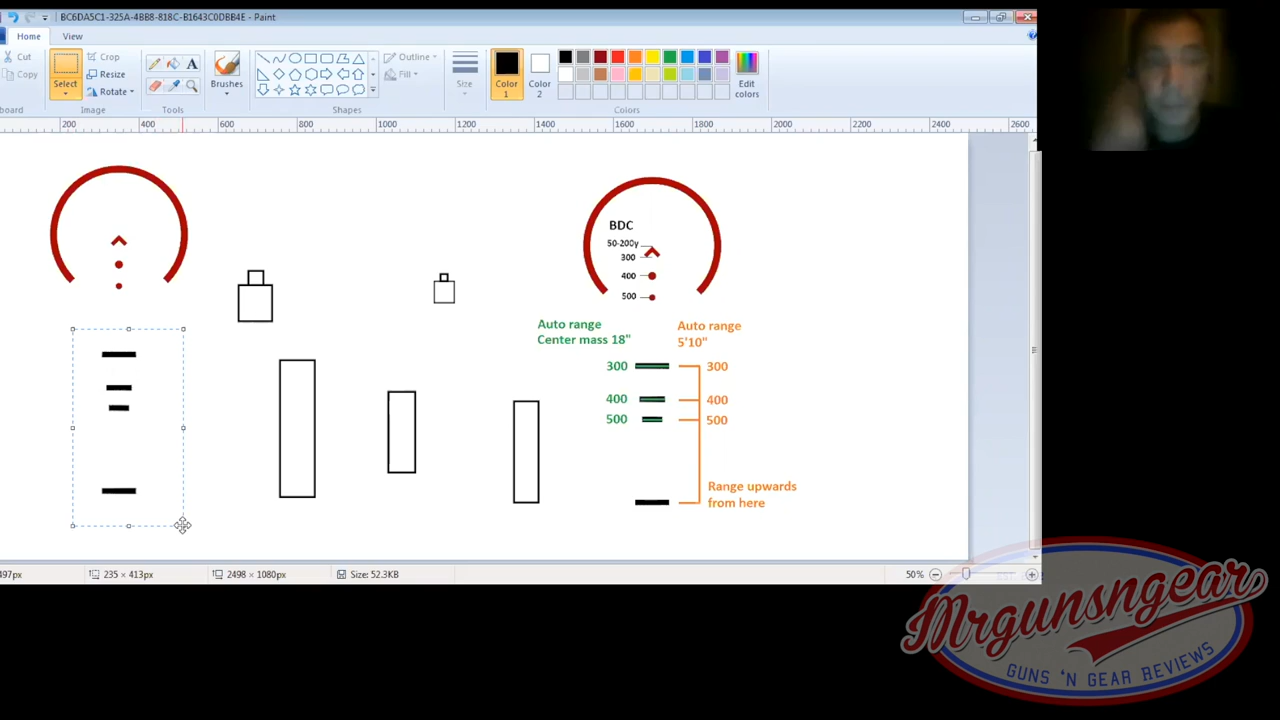 BC6DA5C1-325A-4BB8-818C-B1643C0DBB4E - Paint
Home View
Cut
Copy
Select
Crop
Resize
Rotate
Brushes
Outline
Fill
Size
Color
1
Color
2
Edit
colors
Image
Tools
Shapes
Colors
200 400 600 800 1000 1200 1400 1600 1800 2000 2200 2400 2600
BDC
50-200y
300
400
500
Auto range
Center mass 18"
Auto range
5'10"
300 300
400 400
500 500
Range upwards
from here
497px 235 × 413px 2498 × 1080px Size: 52.3KB 50%
Mrgunsngear
GUNS 'N GEAR REVIEWS